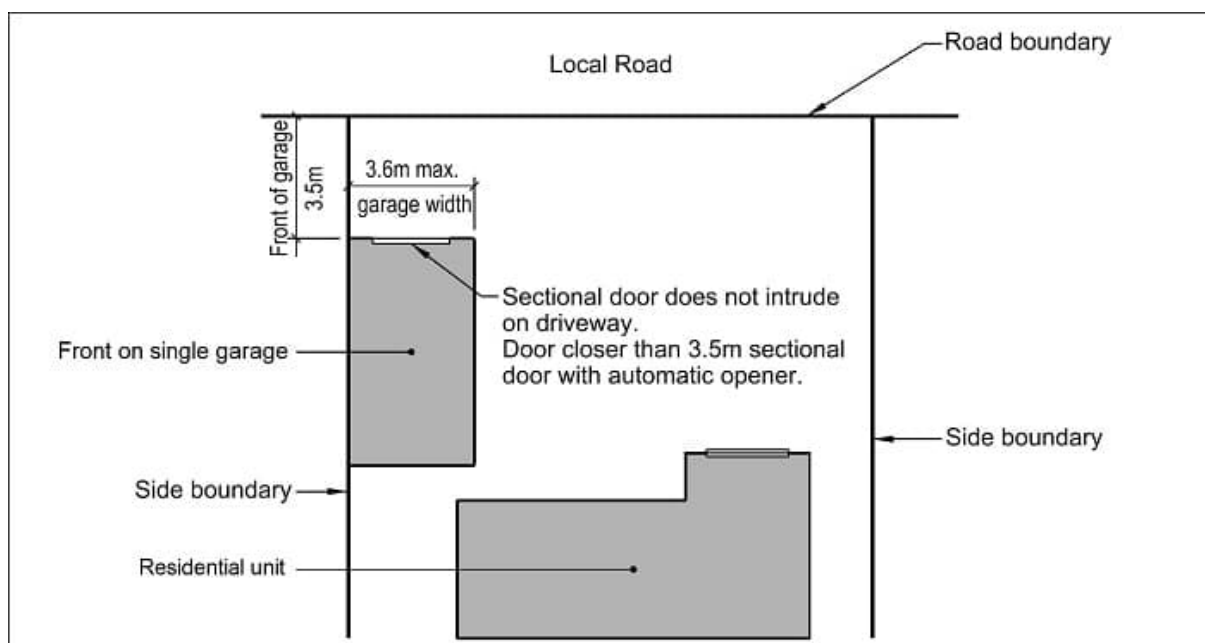 Road boundary
Local Road
Front of garage
3.5m
3.6m max.
garage width
Sectional door does not intrude
on driveway.
Door closer than 3.5m sectional
door with automatic opener.
Front on single garage
Side boundary
Side boundary
Residential unit